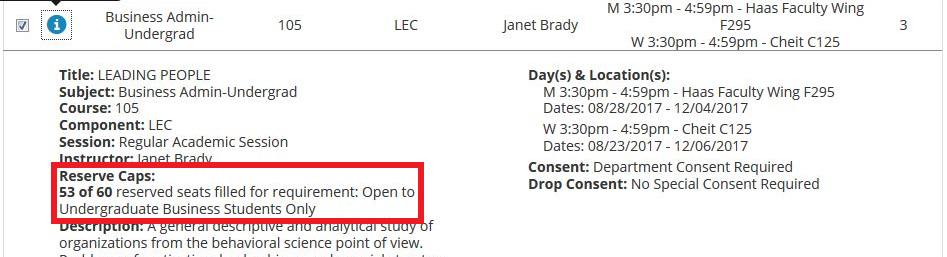 Business Admin-
Undergrad
105
LEC
Janet Brady
M 3:30pm - 4:59pm - Haas Faculty Wing
F295
W 3:30pm - 4:59pm - Cheit C125
3
Title: LEADING PEOPLE
Subject: Business Admin-Undergrad
Course: 105
Component: LEC
Session: Regular Academic Session
Instructor: Janet Brady
Reserve Caps:
53 of 60 reserved seats filled for requirement: Open to
Undergraduate Business Students Only
Description: A general descriptive and analytical study of
organizations from the behavioral science point of view.
Day(s) & Location(s):
M 3:30pm - 4:59pm - Haas Faculty Wing F295
Dates: 08/28/2017 - 12/04/2017
W 3:30pm - 4:59pm - Cheit C125
Dates: 08/23/2017 - 12/06/2017
Consent: Department Consent Required
Drop Consent: No Special Consent Required